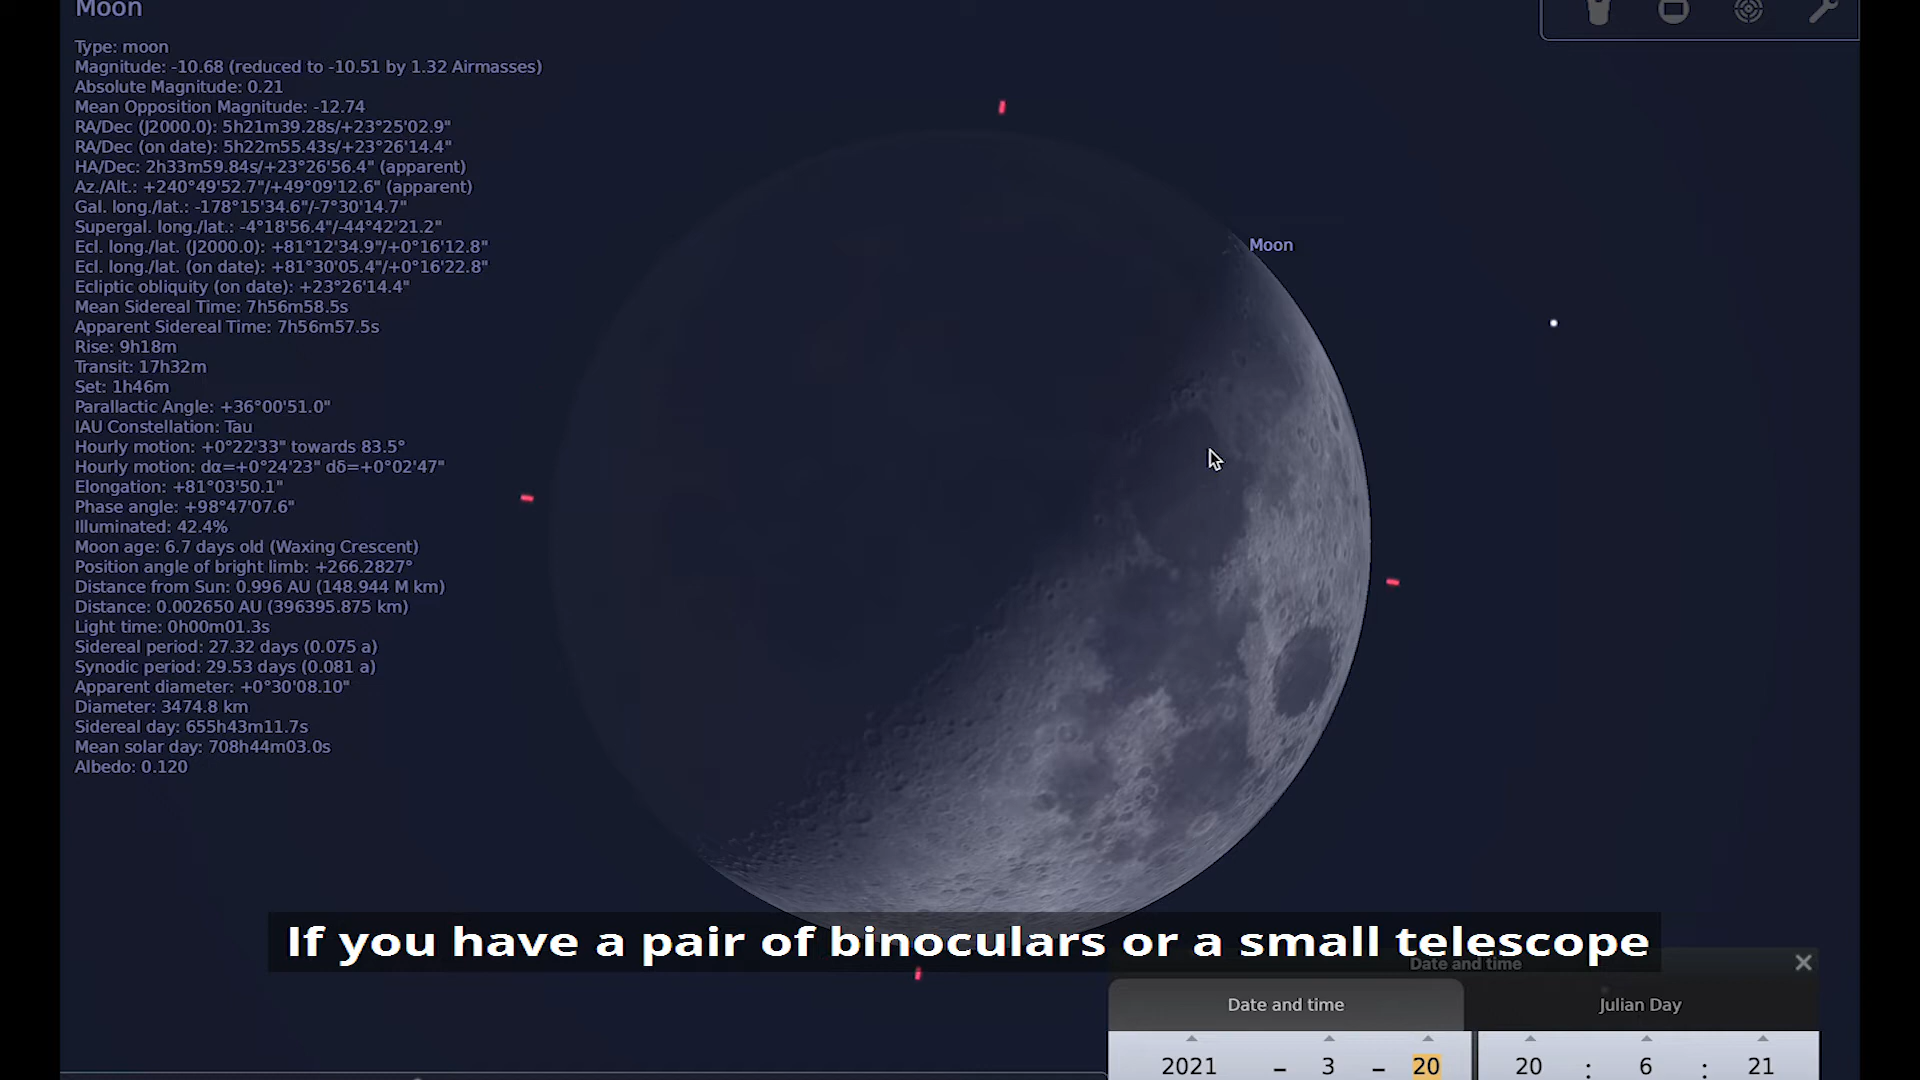 Moon
Type: moon
Magnitude: -10.68 (reduced to -10.51 by 1.32 Airmasses)
Absolute Magnitude: 0.21
Mean Opposition Magnitude: -12.74
RA/Dec (J2000.0): 5h21m39.28s/+23°25'02.9"
RA/Dec (on date): 5h22m55.43s/+23°26'14.4"
HA/Dec: 2h33m59.84s/+23°26'56.4" (apparent)
Az./Alt.: +240°49'52.7"/+49°09'12.6" (apparent)
Gal. long./lat.: -178°15'34.6"/-7°30'14.7"
Supergal. long./lat.: -4°18'56.4"/-44°42'21.2"
Ecl. long./lat. (J2000.0): +81°12'34.9"/+0°16'12.8"
Ecl. long./lat. (on date): +81°30'05.4"/+0°16'22.8"
Ecliptic obliquity (on date): +23°26'14.4"
Mean Sidereal Time: 7h56m58.5s
Apparent Sidereal Time: 7h56m57.5s
Rise: 9h18m
Transit: 17h32m
Set: 1h46m
Parallactic Angle: +36°00'51.0"
IAU Constellation: Tau
Hourly motion: +0°22'33" towards 83.5°
Hourly motion: dα=+0°24'23" dδ=+0°02'47"
Elongation: +81°03'50.1"
Phase angle: +98°47'07.6"
Illuminated: 42.4%
Moon age: 6.7 days old (Waxing Crescent)
Position angle of bright limb: +266.2827°
Distance from Sun: 0.996 AU (148.944 M km)
Distance: 0.002650 AU (396395.875 km)
Light time: 0h00m01.3s
Sidereal period: 27.32 days (0.075 a)
Synodic period: 29.53 days (0.081 a)
Apparent diameter: +0°30'08.10"
Diameter: 3474.8 km
Sidereal day: 655h43m11.7s
Mean solar day: 708h44m03.0s
Albedo: 0.120
Moon
If you have a pair of binoculars or a small telescope
Date and time
Date and time Julian Day
2021 – 3 – 20 20 : 6 : 21